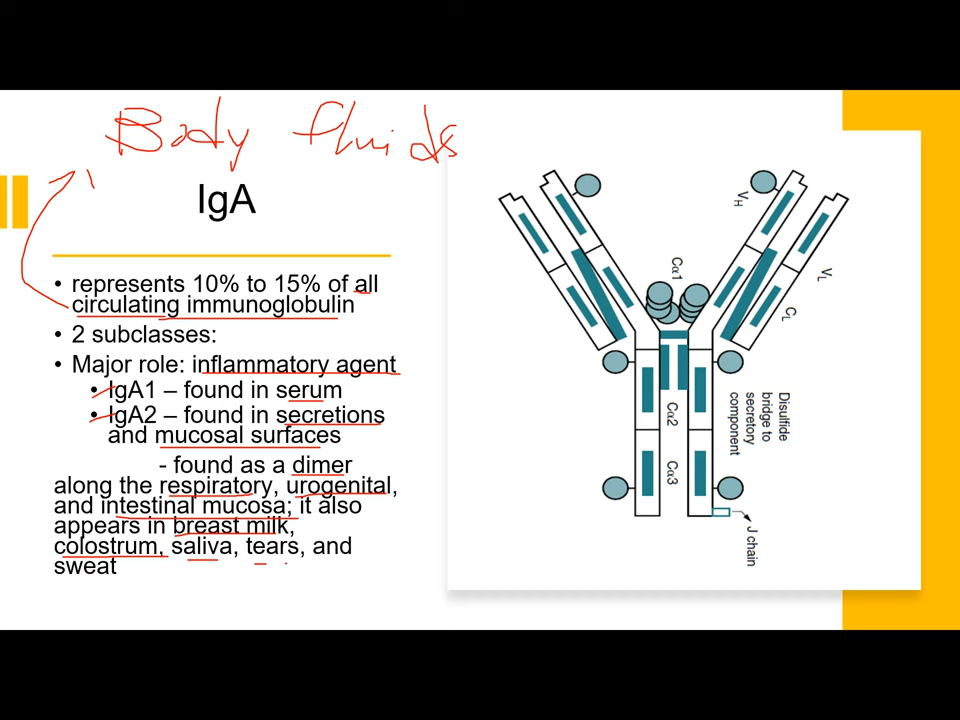 Body fluids
IgA
• represents 10% to 15% of all
circulating immunoglobulin
• 2 subclasses:
• Major role: inflammatory agent
• IgA1 – found in serum
• IgA2 – found in secretions
and mucosal surfaces
- found as a dimer
along the respiratory, urogenital,
and intestinal mucosa; it also
appears in breast milk,
colostrum, saliva, tears, and
sweat
VH
VL
Cα1
CL
Disulfide
bridge to
secretory
component
Cα2
Cα3
J chain